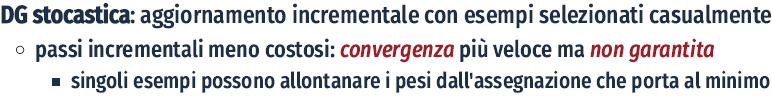 DG stocastica: aggiornamento incrementale con esempi selezionati casualmente
passi incrementali meno costosi: convergenza più veloce ma non garantita
singoli esempi possono allontanare i pesi dall'assegnazione che porta al minimo